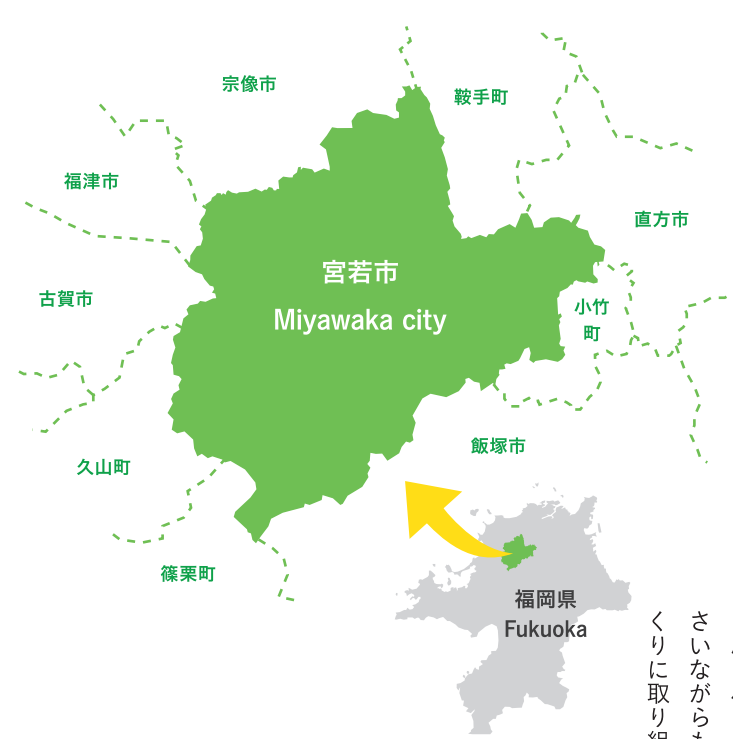 宗像市
鞍手町
福津市
直方市
宮若市
古賀市
小竹
町
Miyawaka city
飯塚市
久山町
篠栗町
福岡県
Fukuoka
さいながらも
くりに取り組